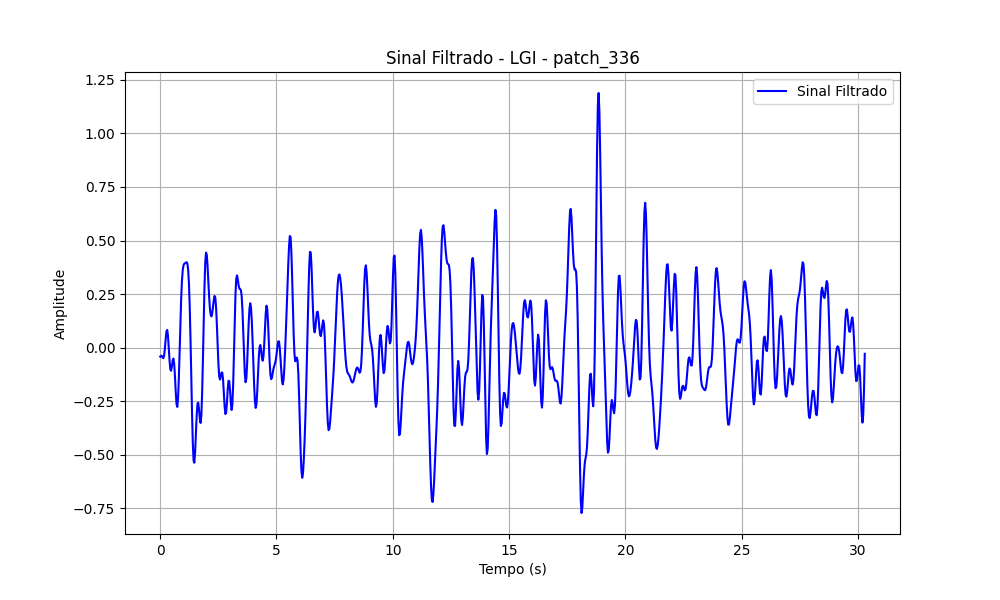 Sinal Filtrado - LGI - patch_336
Sinal Filtrado
Amplitude
1.25
1.00
0.75
0.50
0.25
0.00
−0.25
−0.50
−0.75
0 5 10 15 20 25 30
Tempo (s)